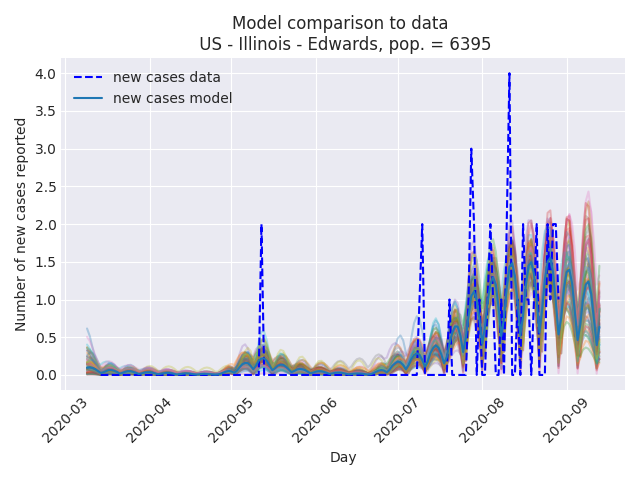 Model comparison to data
US - Illinois - Edwards, pop. = 6395
new cases data
new cases model
Number of new cases reported
4.0
3.5
3.0
2.5
2.0
1.5
1.0
0.5
0.0
2020-03
2020-04
2020-05
2020-06
2020-07
2020-08
2020-09
Day